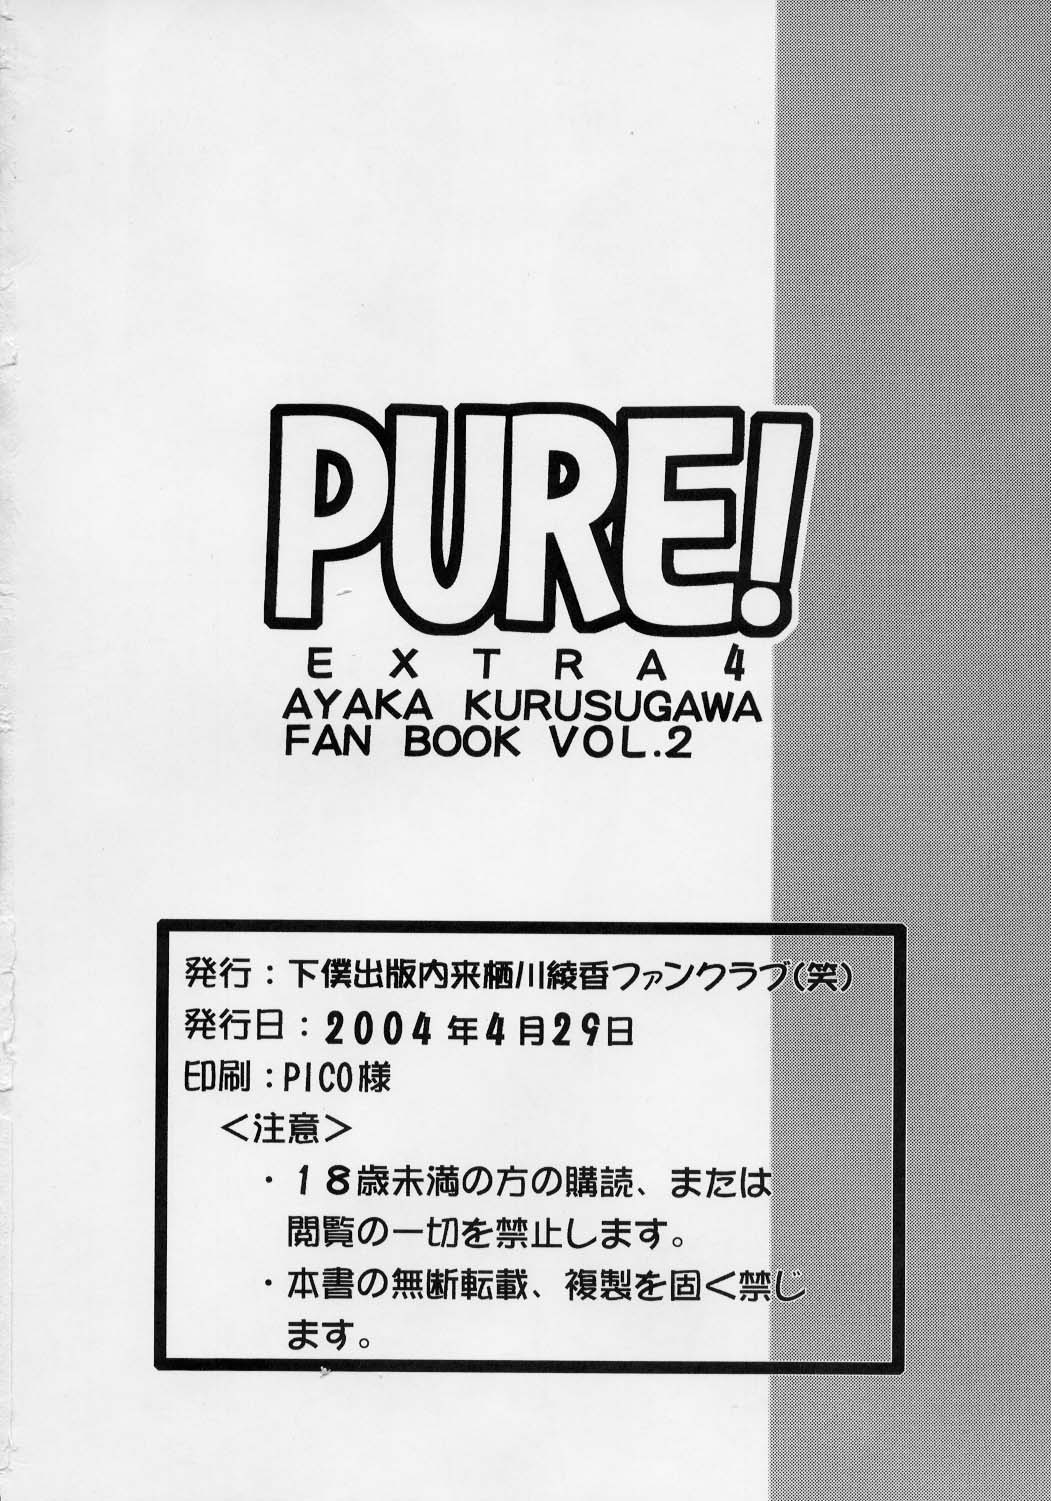 PURE!
EXTRA4
AYAKA KURUSUGAWA
FAN BOOK VOL.2
発行：下僕出版内来栖川綾香ファンクラブ(笑)
発行日：2004年4月29日
印刷：PICO様
＜注意＞
・１８歳未満の方の購読、または
閲覧の一切を禁止します。
・本書の無断転載、複製を固く禁じ
ます。